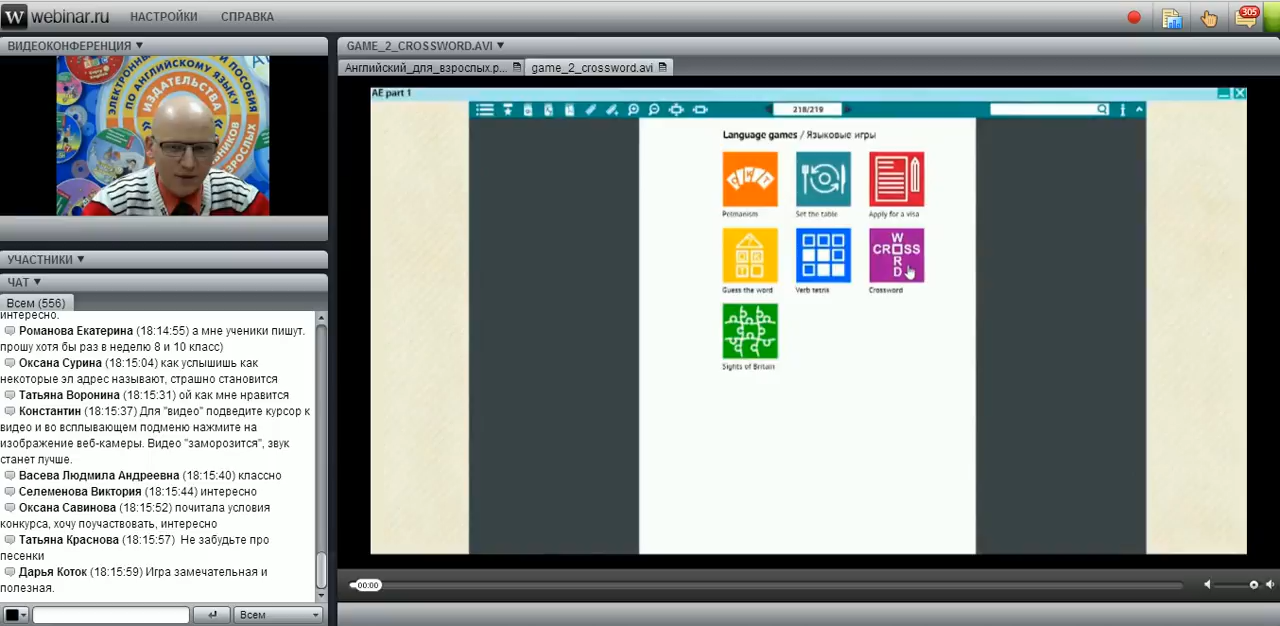 W webinar.ru НАСТРОЙКИ СПРАВКА 305
ВИДЕОКОНФЕРЕНЦИЯ
ЭЛЕКТРОННЫЕ ПОСОБИЯ
ПО АНГЛИЙСКОМУ ЯЗЫКУ
ИЗДАТЕЛЬСТВА
УЧАСТНИКИ
ЧАТ
Всем (556)
интересно.
Романова Екатерина (18:14:55) а мне ученики пишут.
прошу хотя бы раз в неделю 8 и 10 класс)
Оксана Сурина (18:15:04) как услышишь как
некоторые эл адрес называют, страшно становится
Татьяна Воронина (18:15:31) ой как мне нравится
Константин (18:15:37) Для "видео" подведите курсор к
видео и во всплывающем подменю нажмите на
изображение веб-камеры. Видео "заморозится", звук
станет лучше.
Васева Людмила Андреевна (18:15:40) классно
Селеменова Виктория (18:15:44) интересно
Оксана Савинова (18:15:52) почитала условия
конкурса, хочу поучаствовать, интересно
Татьяна Краснова (18:15:57) Не забудьте про
песенки
Дарья Коток (18:15:59) Игра замечательная и
полезная.
Всем
GAME_2_CROSSWORD.AVI
Английский_для_взрослых.p... game_2_crossword.avi
AE part 1
218/219
Language games / Языковые игры
Pelmanism Set the table Apply for a visa
CROSS
WORD
Guess the word Verb tetris Crossword
Sights of Britain
00:00